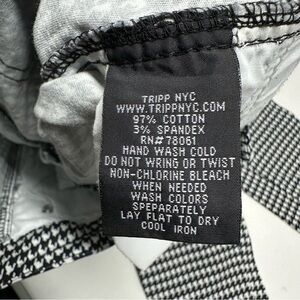 TRIPP NYC
WWW.TRIPPNYC.COM
97% COTTON
3% SPANDEX
RN#78061
HAND WASH COLD
DO NOT WRING OR TWIST
NON-CHLORINE BLEACH
WHEN NEEDED
WASH COLORS
SPEPARATELY
LAY FLAT TO DRY
COOL IRON